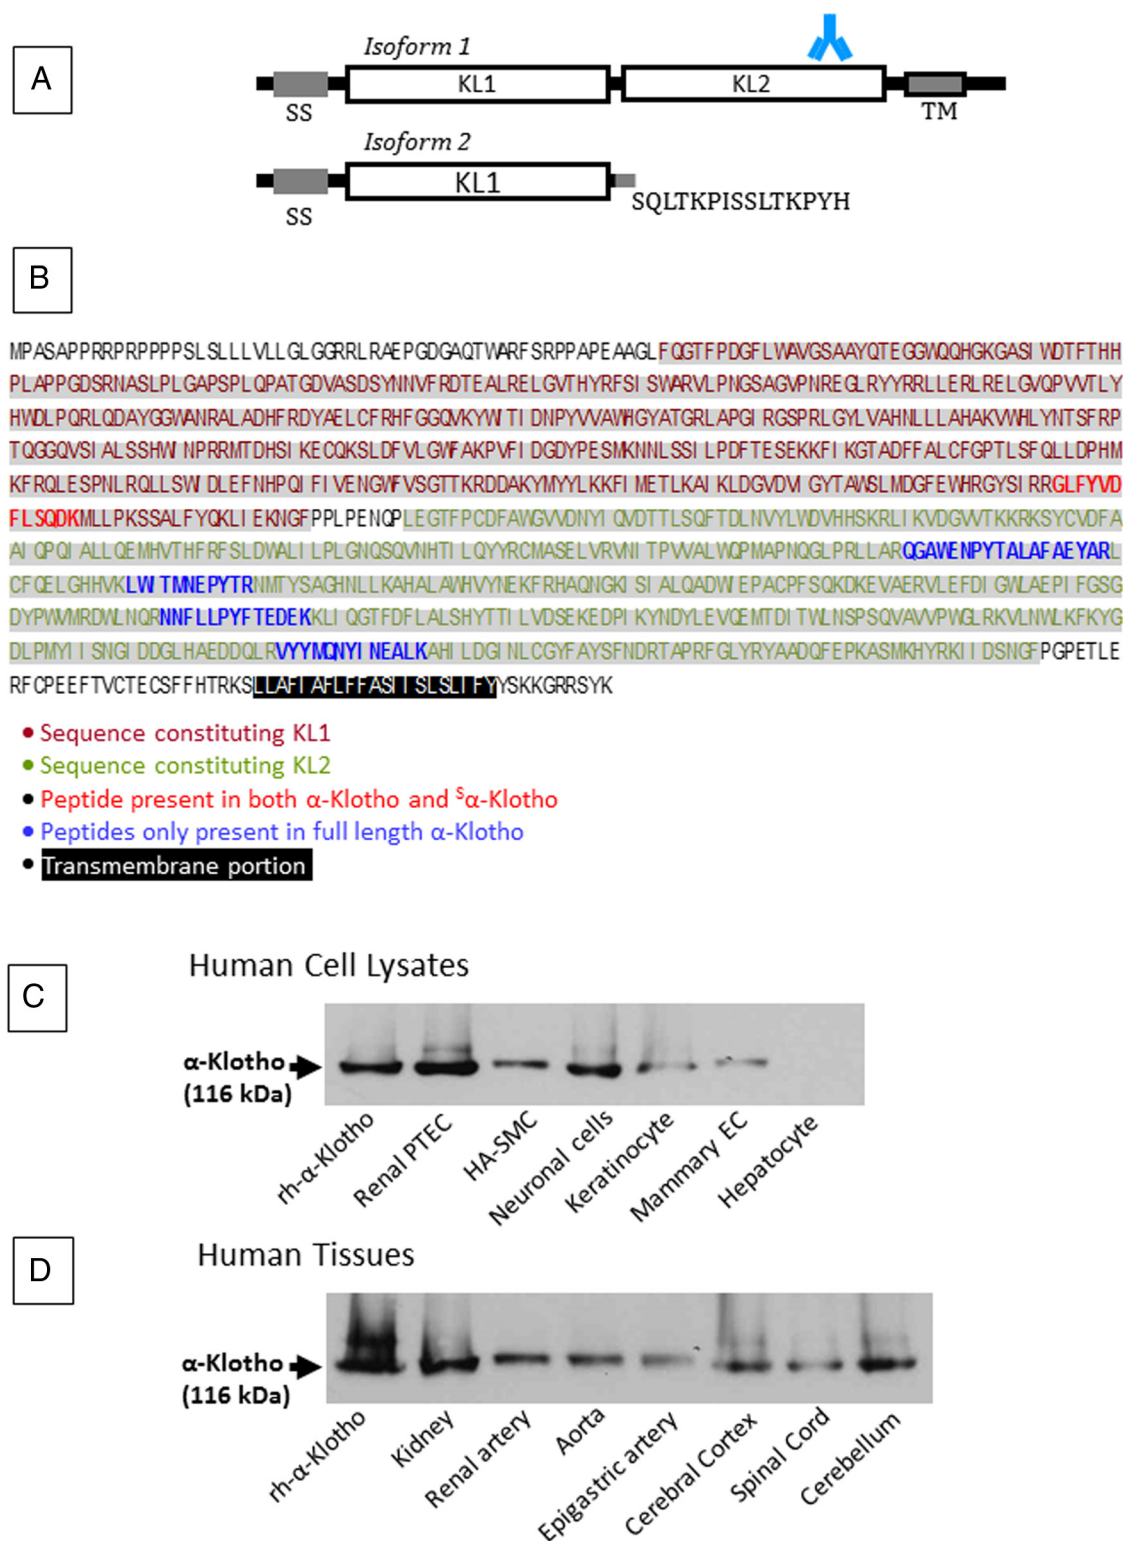 A
Isoform 1
KL1
KL2
SS
TM
Isoform 2
KL1
SS
SQLTKPISSLTKPYH
B
MPASAPPRRPRPPPPSLSLLLVLLGLGGRRLRAEPGDGAQTWARFSRPPAPEAAGLFQGTFPDGFLWAVGSAAYQTEGGWQQHGKGASIWDTFTHH
PLAPPGDSRNASLPLGAPSPLQPATGDVASDSYNNVFRDTEALRELGVTHYRFSISWARVLPNGSAGVPNREGLRYYRRLLERLRELGVQPVVTLY
HWDLPQRLQDAYGGWANRALADHFRDYAELCFRHFGGQVKYWITIDNPYVVAWHGYATGRLAPGIRGSPRLGYLVAHNLLLAHAKVWHLYNTSFRP
TQGGQVSIALSSHWINPRRMTDHSIKECQKSLDFVLGWFAKPVFIDGDYPESMKNNLSSILPDFTESEKKFIKGTADFFALCFGPTLSFQLLDPHM
KFRQLESPNLRQLLSWIDLEFNHPQIFIVENGWFVSGTTKRDDAKYMYYLKKFIMETLKAIKLDGVDVIGYTAWSLMDGFEWHRGYSIRRGLFYVD
FLSQDKMLLPKSSALFYQKLIEKNGFPPLPENQPLEGTFPCDFAWGVVDNYIQVDTTLSQFTDLNVYLWDVHHSKRLIKVDGVVTKKRKSYCVDFA
AIQPQIALLQEMHVTHFRFSLDWALILPLGNQSQVNHTILQYYRCMASELVRVNITPVVALWQPMAPNQGLPRLLARQGAWENPYTALAFAEYARL
CFQELGHHVKLWITMNEPYTRNMTYSAGHNLLKAHALAWHVYNEKFRHAQNGKISIALQADWIEPACPFSQKDKEVAERVLEFDIGWLAEPIFGSG
DYPWVMRDWLNQRNNFLLPYFTEDEKKLIQGTFDFLALSHYTTILVDSEKEDPIKYNDYLEVQEMTDITWLNSPSQVAVVPWGLRKVLNWLKFKYG
DLPMYIISNGIDDGLHAEDDQLRVYYMQNYINEALKAHILDGINLCGYFAYSFNDRTAPRFGLYRYAADQFEPKASMKHYRKIIDSNGFPGPETLE
RFCPEEFTVCTECSFFHTRKSLLAFIAFLFFASIISLSLIFYYSKKGRRSYK
• Sequence constituting KL1
• Sequence constituting KL2
• Peptide present in both α-Klotho and Sα-Klotho
• Peptides only present in full length α-Klotho
• Transmembrane portion
C
Human Cell Lysates
α-Klotho
(116 kDa)
rh-α-Klotho
Renal PTEC
HA-SMC
Neuronal cells
Keratinocyte
Mammary EC
Hepatocyte
D
Human Tissues
α-Klotho
(116 kDa)
rh-α-Klotho
Kidney
Renal artery
Aorta
Epigastric artery
Cerebral Cortex
Spinal Cord
Cerebellum